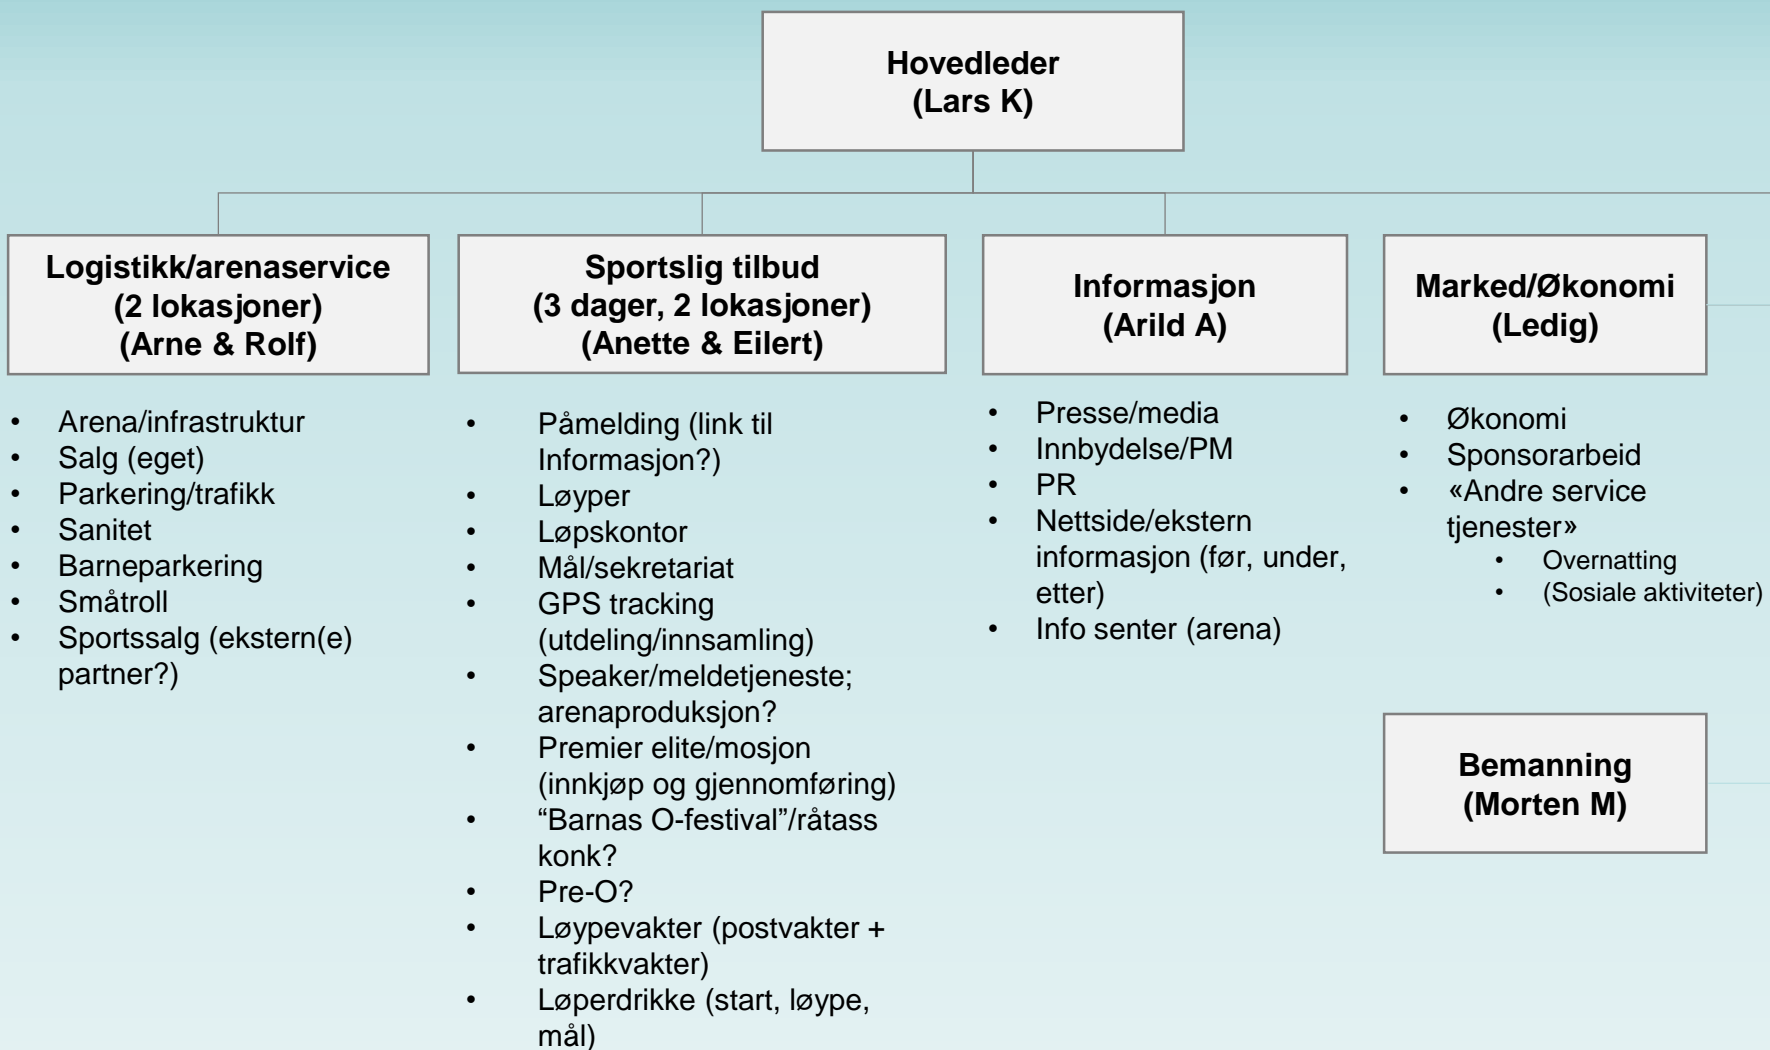 Hovedleder
(Lars K)
Logistikk/arenaservice
(2 lokasjoner)
(Arne & Rolf)
• Arena/infrastruktur
• Salg (eget)
• Parkering/trafikk
• Sanitet
• Barneparkering
• Småtroll
• Sportssalg (ekstern(e)
partner?)
Sportslig tilbud
(3 dager, 2 lokasjoner)
(Anette & Eilert)
• Påmelding (link til
Informasjon?)
• Løyper
• Løpskontor
• Mål/sekretariat
• GPS tracking
(utdeling/innsamling)
• Speaker/meldetjeneste;
arenaproduksjon?
• Premier elite/mosjon
(innkjøp og gjennomføring)
• “Barnas O-festival”/råtass
konk?
• Pre-O?
• Løypevakter (postvakter +
trafikkvakter)
• Løperdrikke (start, løype,
mål)
Informasjon
(Arild A)
• Presse/media
• Innbydelse/PM
• PR
• Nettside/ekstern
informasjon (før, under,
etter)
• Info senter (arena)
Marked/Økonomi
(Ledig)
• Økonomi
• Sponsorarbeid
• «Andre service
tjenester»
• Overnatting
• (Sosiale aktiviteter)
Bemanning
(Morten M)